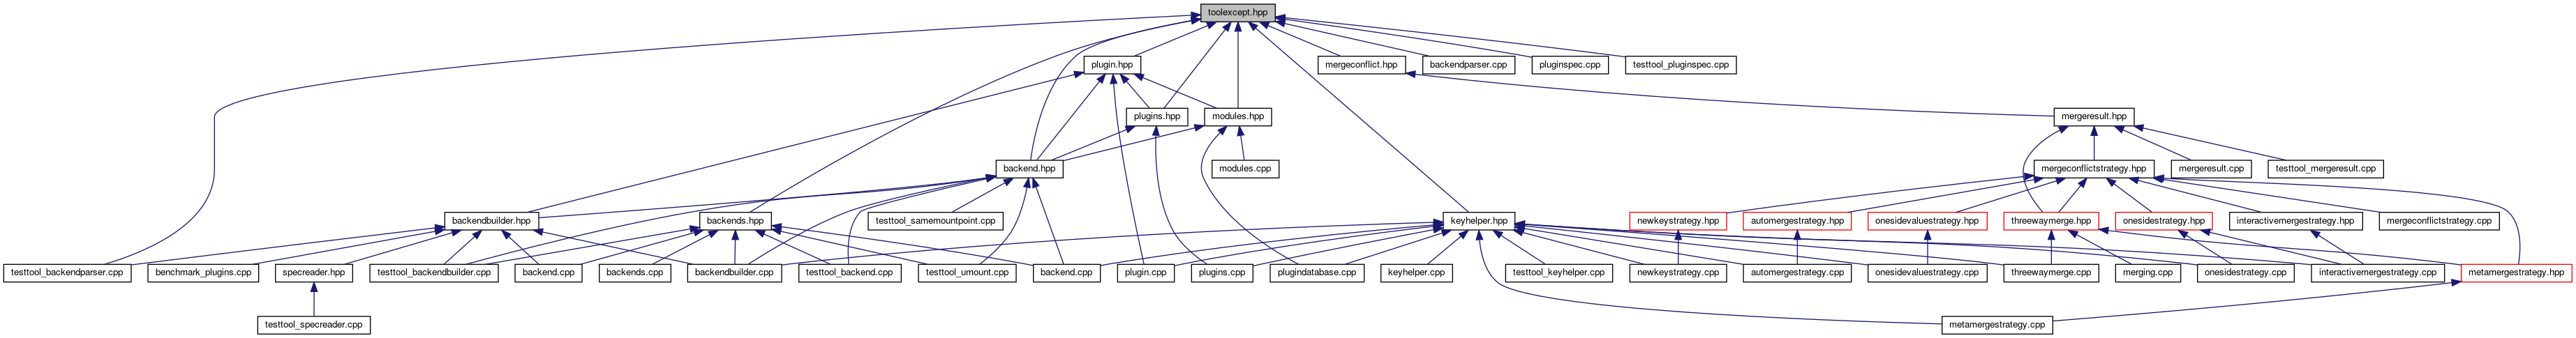 toolexcept.hpp
plugin.hpp
mergeconflict.hpp
backendparser.cpp
pluginspec.cpp
testtool_pluginspec.cpp
plugins.hpp
modules.hpp
mergeresult.hpp
backend.hpp
modules.cpp
mergeconflictstrategy.hpp
mergeresult.cpp
testtool_mergeresult.cpp
backendbuilder.hpp
backends.hpp
testtool_samemountpoint.cpp
keyhelper.hpp
newkeystrategy.hpp
automergestrategy.hpp
onesidevaluestrategy.hpp
threewaymerge.hpp
onesidestrategy.hpp
interactivemergestrategy.hpp
mergeconflictstrategy.cpp
testtool_backendparser.cpp
benchmark_plugins.cpp
specreader.hpp
testtool_backendbuilder.cpp
backend.cpp
backends.cpp
backendbuilder.cpp
testtool_backend.cpp
testtool_umount.cpp
backend.cpp
plugin.cpp
plugins.cpp
plugindatabase.cpp
keyhelper.cpp
testtool_keyhelper.cpp
newkeystrategy.cpp
automergestrategy.cpp
onesidevaluestrategy.cpp
threewaymerge.cpp
merging.cpp
onesidestrategy.cpp
interactivemergestrategy.cpp
metamergestrategy.hpp
testtool_specreader.cpp
metamergestrategy.cpp